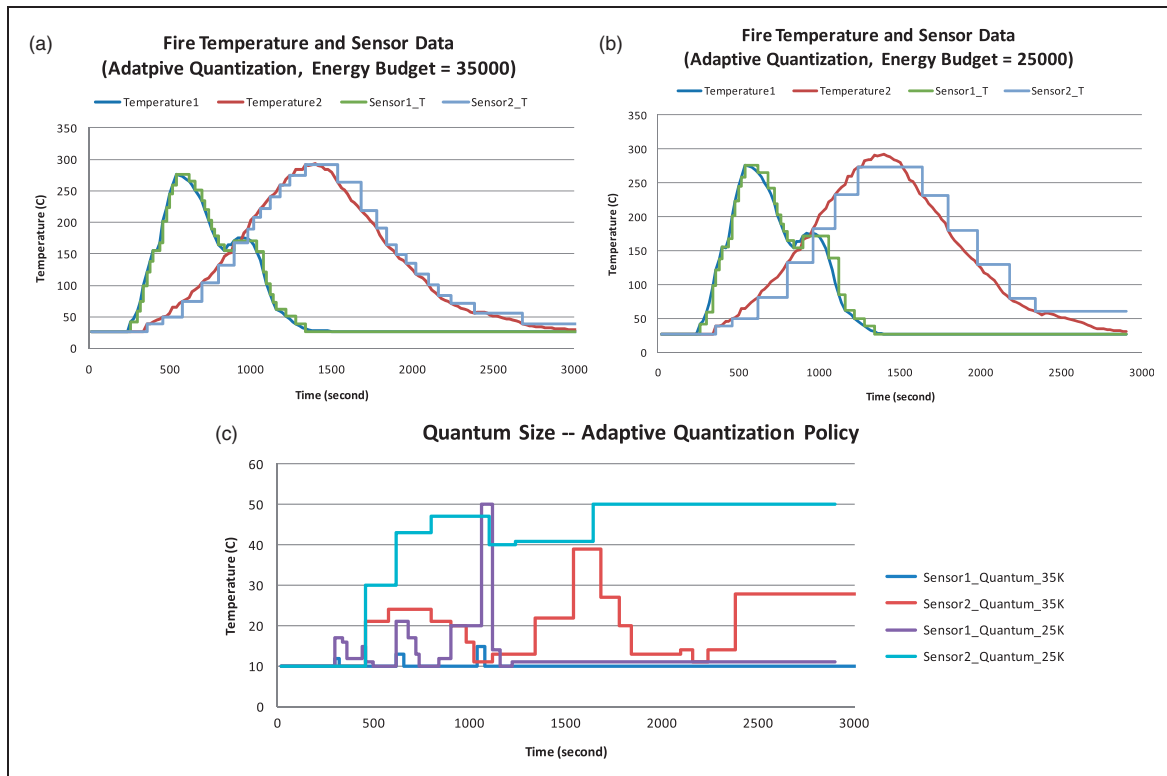 (a)
Fire Temperature and Sensor Data
(Adatpive Quantization, Energy Budget = 35000)
Temperature1 Temperature2 Sensor1_T Sensor2_T
350
300
250
200
150
100
50
0
Temperature (C)
0 500 1000 1500 2000 2500 3000
Time (second)
(b)
Fire Temperature and Sensor Data
(Adaptive Quantization, Energy Budget = 25000)
Temperature1 Temperature2 Sensor1_T Sensor2_T
350
300
250
200
150
100
50
0
Temperature (C)
0 500 1000 1500 2000 2500 3000
Time (second)
(c)
Quantum Size -- Adaptive Quantization Policy
60
50
40
30
20
10
0
Temperature (C)
0 500 1000 1500 2000 2500 3000
Time (second)
Sensor1_Quantum_35K
Sensor2_Quantum_35K
Sensor1_Quantum_25K
Sensor2_Quantum_25K